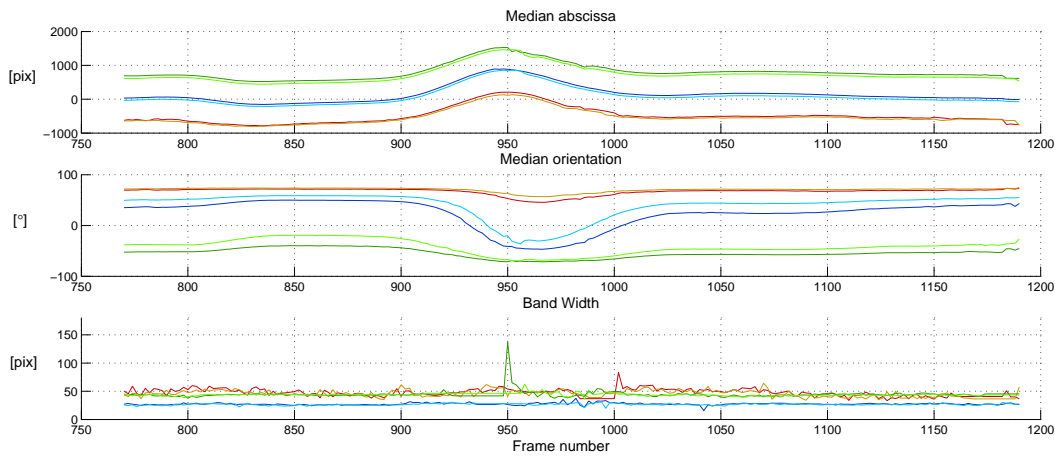 Median abscissa
2000
1000
0
−1000
[pix]
750 800 850 900 950 1000 1050 1100 1150 1200
Median orientation
100
0
−100
[°]
750 800 850 900 950 1000 1050 1100 1150 1200
Band Width
150
100
50
0
[pix]
750 800 850 900 950 1000 1050 1100 1150 1200
Frame number